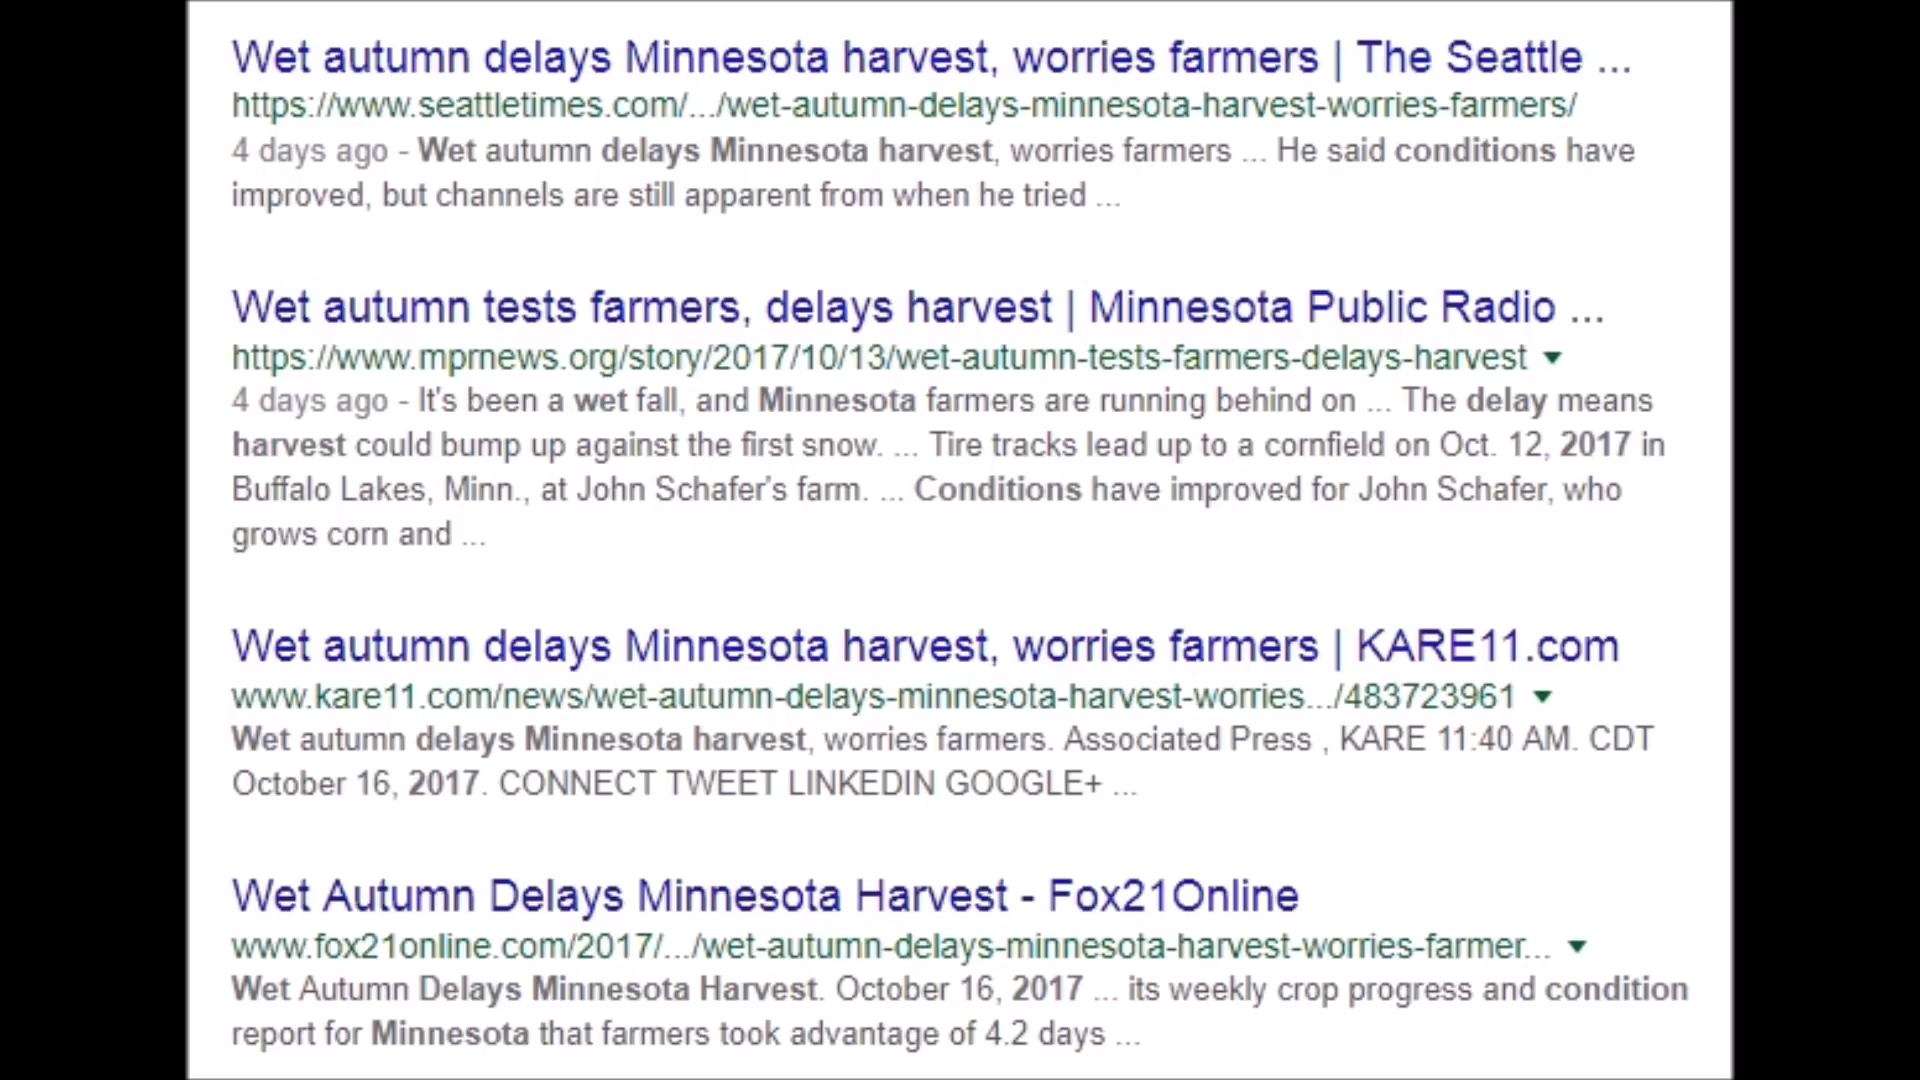 Wet autumn delays Minnesota harvest, worries farmers | The Seattle ...
https://www.seattletimes.com/.../wet-autumn-delays-minnesota-harvest-worries-farmers/
4 days ago - Wet autumn delays Minnesota harvest, worries farmers ... He said conditions have
improved, but channels are still apparent from when he tried ...
Wet autumn tests farmers, delays harvest | Minnesota Public Radio ...
https://www.mprnews.org/story/2017/10/13/wet-autumn-tests-farmers-delays-harvest
4 days ago - It's been a wet fall, and Minnesota farmers are running behind on ... The delay means
harvest could bump up against the first snow. ... Tire tracks lead up to a cornfield on Oct. 12, 2017 in
Buffalo Lakes, Minn., at John Schafer's farm. ... Conditions have improved for John Schafer, who
grows corn and ...
Wet autumn delays Minnesota harvest, worries farmers | KARE11.com
www.kare11.com/news/wet-autumn-delays-minnesota-harvest-worries.../483723961
Wet autumn delays Minnesota harvest, worries farmers. Associated Press , KARE 11:40 AM. CDT
October 16, 2017. CONNECT TWEET LINKEDIN GOOGLE+ ...
Wet Autumn Delays Minnesota Harvest - Fox21Online
www.fox21online.com/2017/.../wet-autumn-delays-minnesota-harvest-worries-farmer...
Wet Autumn Delays Minnesota Harvest. October 16, 2017 ... its weekly crop progress and condition
report for Minnesota that farmers took advantage of 4.2 days ...